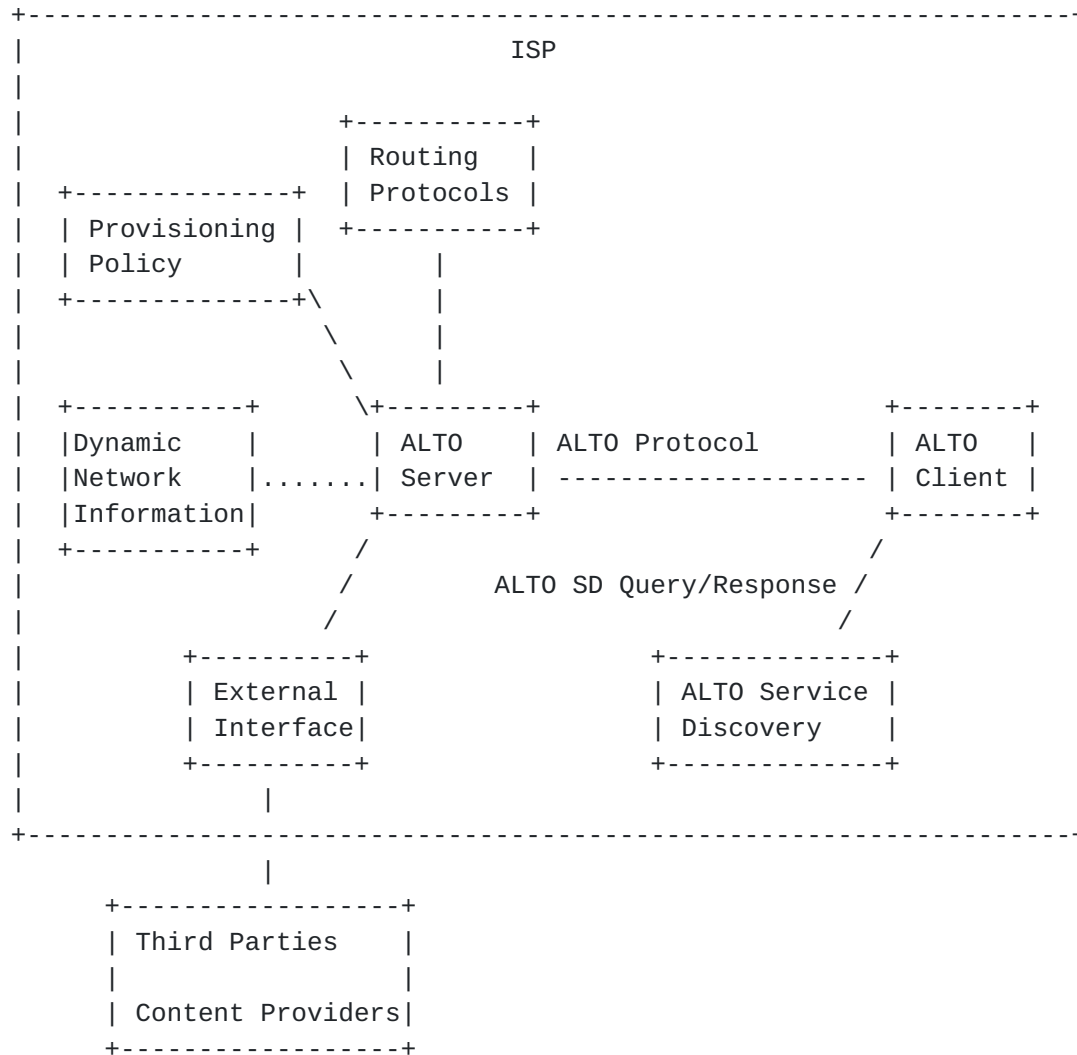 ISP
Routing
Protocols
Provisioning
Policy
Dynamic
Network
Information
ALTO
Server
ALTO Protocol
ALTO
Client
ALTO SD Query/Response
External
Interface
ALTO Service
Discovery
Third Parties
Content Providers